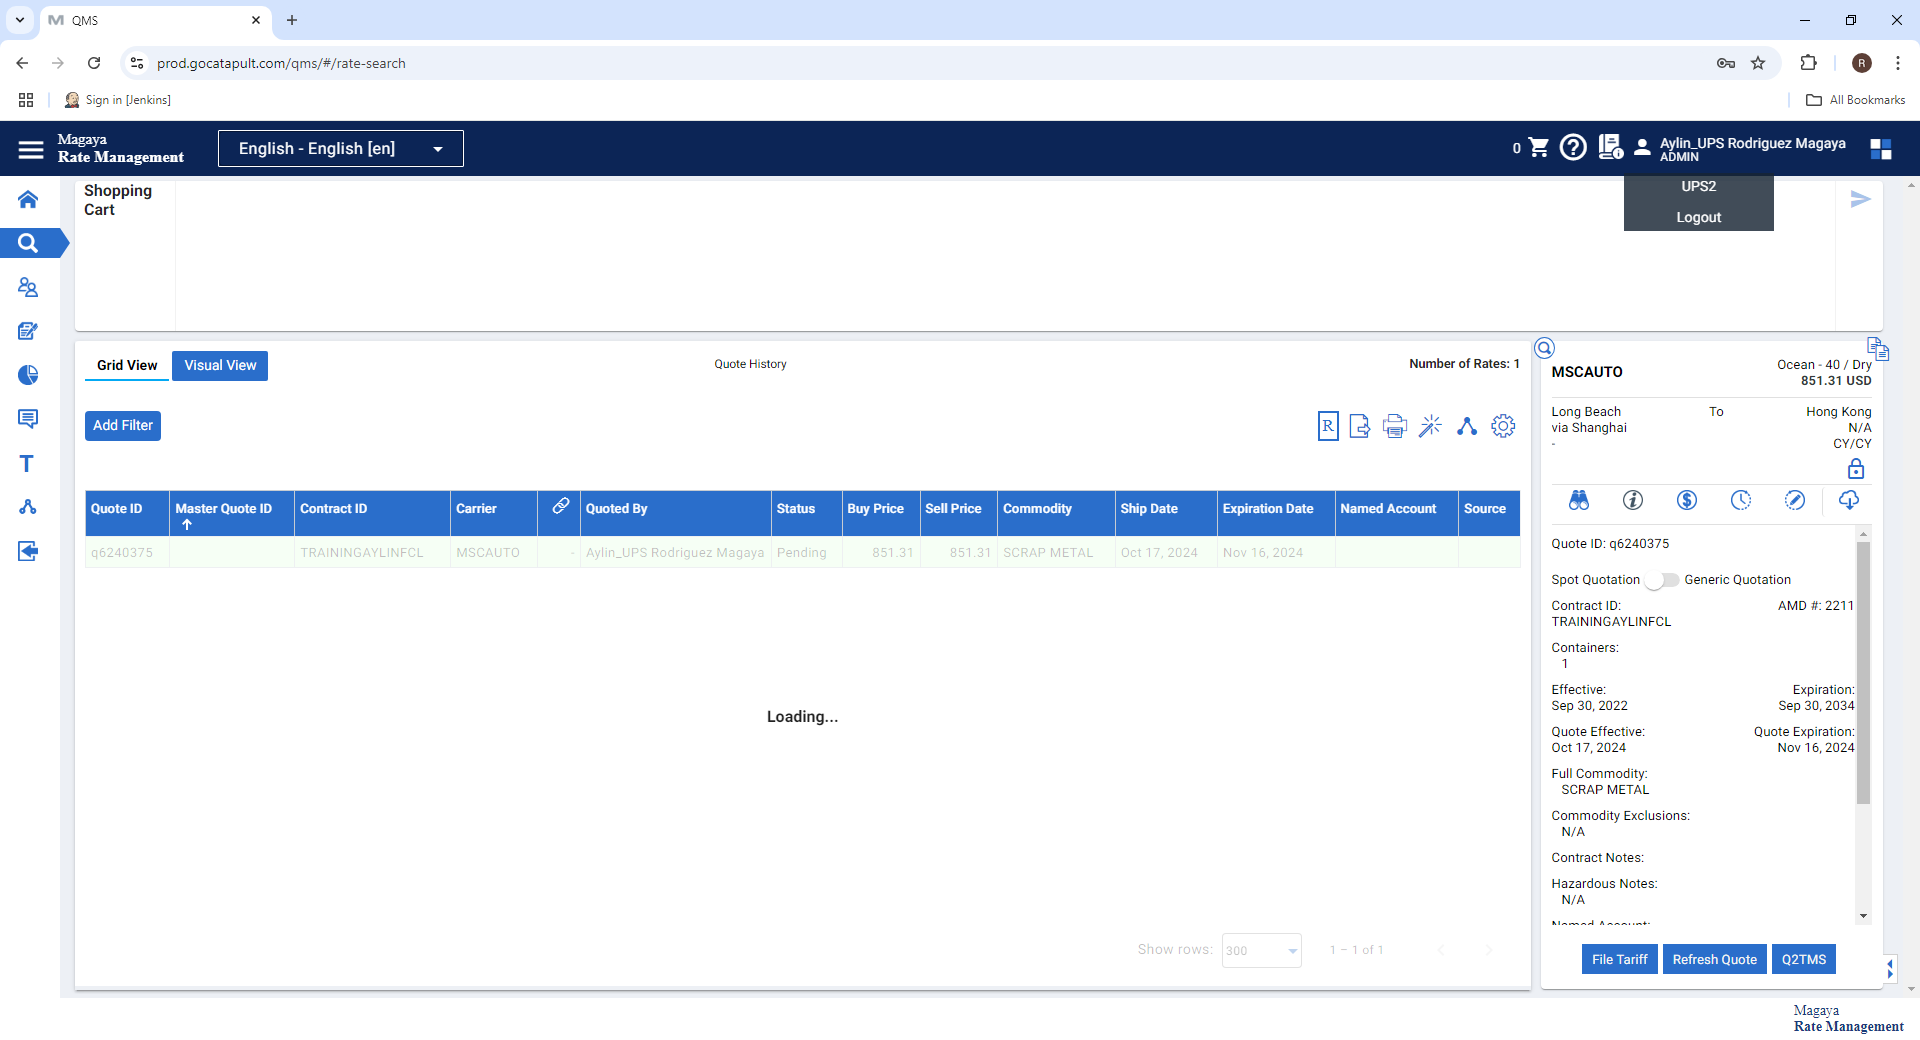 QMS
prod.gocatapult.com/qms/#/rate-search
R
Sign in [Jenkins]
All Bookmarks
Magaya
Rate Management
English - English [en]
0
Aylin_UPS Rodriguez Magaya
ADMIN
UPS2
Logout
Shopping
Cart
Grid View
Visual View
Quote History
Number of Rates: 1
Add Filter
R
Quote ID Master Quote ID Contract ID Carrier Quoted By Status Buy Price Sell Price Commodity Ship Date Expiration Date Named Account Source
q6240375 TRAININGAYLINFCL MSCAUTO - Aylin_UPS Rodriguez Magaya Pending 851.31 851.31 SCRAP METAL Oct 17, 2024 Nov 16, 2024
Loading...
Show rows: 300 1 – 1 of 1
MSCAUTO
Ocean - 40 / Dry
851.31 USD
Long Beach To Hong Kong
via Shanghai N/A
- CY/CY
Quote ID: q6240375
Spot Quotation Generic Quotation
Contract ID: AMD #: 2211
TRAININGAYLINFCL
Containers:
1
Effective: Expiration:
Sep 30, 2022 Sep 30, 2034
Quote Effective: Quote Expiration:
Oct 17, 2024 Nov 16, 2024
Full Commodity:
SCRAP METAL
Commodity Exclusions:
N/A
Contract Notes:
Hazardous Notes:
N/A
Named Account:
File Tariff Refresh Quote Q2TMS
Magaya
Rate Management